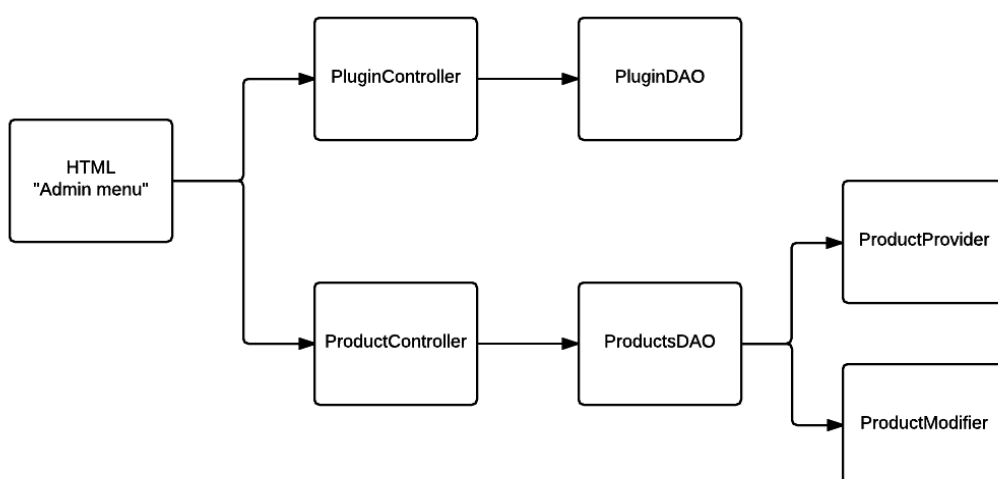 PluginController
PluginDAO
HTML
"Admin menu"
ProductProvider
ProductController
ProductsDAO
ProductModifier